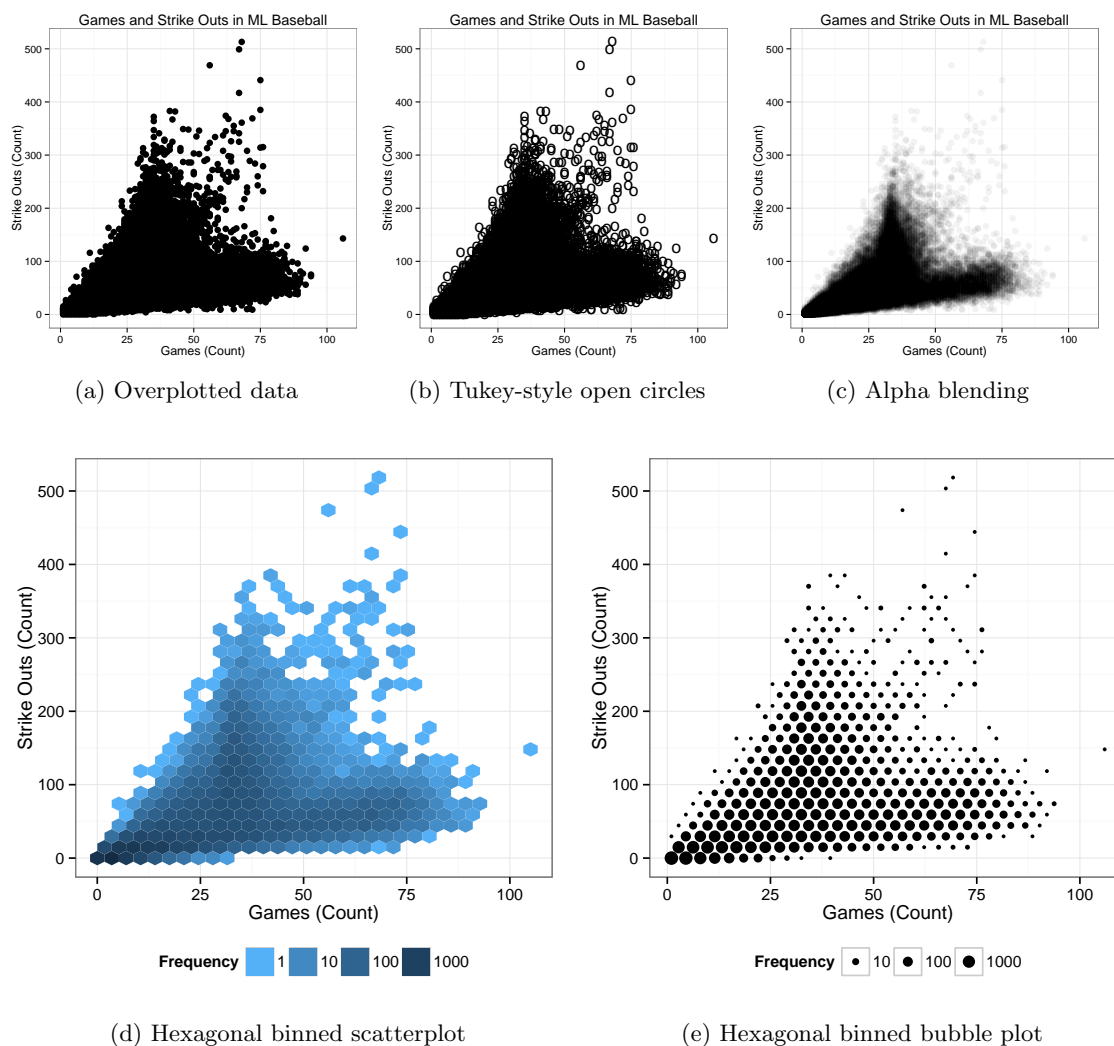 Games and Strike Outs in ML Baseball
Strike Outs (Count)
500
400
300
200
100
0
0 25 50 75 100
Games (Count)
(a) Overplotted data
Games and Strike Outs in ML Baseball
Strike Outs (Count)
500
400
300
200
100
0
0 25 50 75 100
Games (Count)
(b) Tukey-style open circles
Games and Strike Outs in ML Baseball
Strike Outs (Count)
500
400
300
200
100
0
0 25 50 75 100
Games (Count)
(c) Alpha blending
Strike Outs (Count)
500
400
300
200
100
0
0 25 50 75 100
Games (Count)
Frequency 1 10 100 1000
(d) Hexagonal binned scatterplot
Strike Outs (Count)
500
400
300
200
100
0
0 25 50 75 100
Games (Count)
Frequency 10 100 1000
(e) Hexagonal binned bubble plot